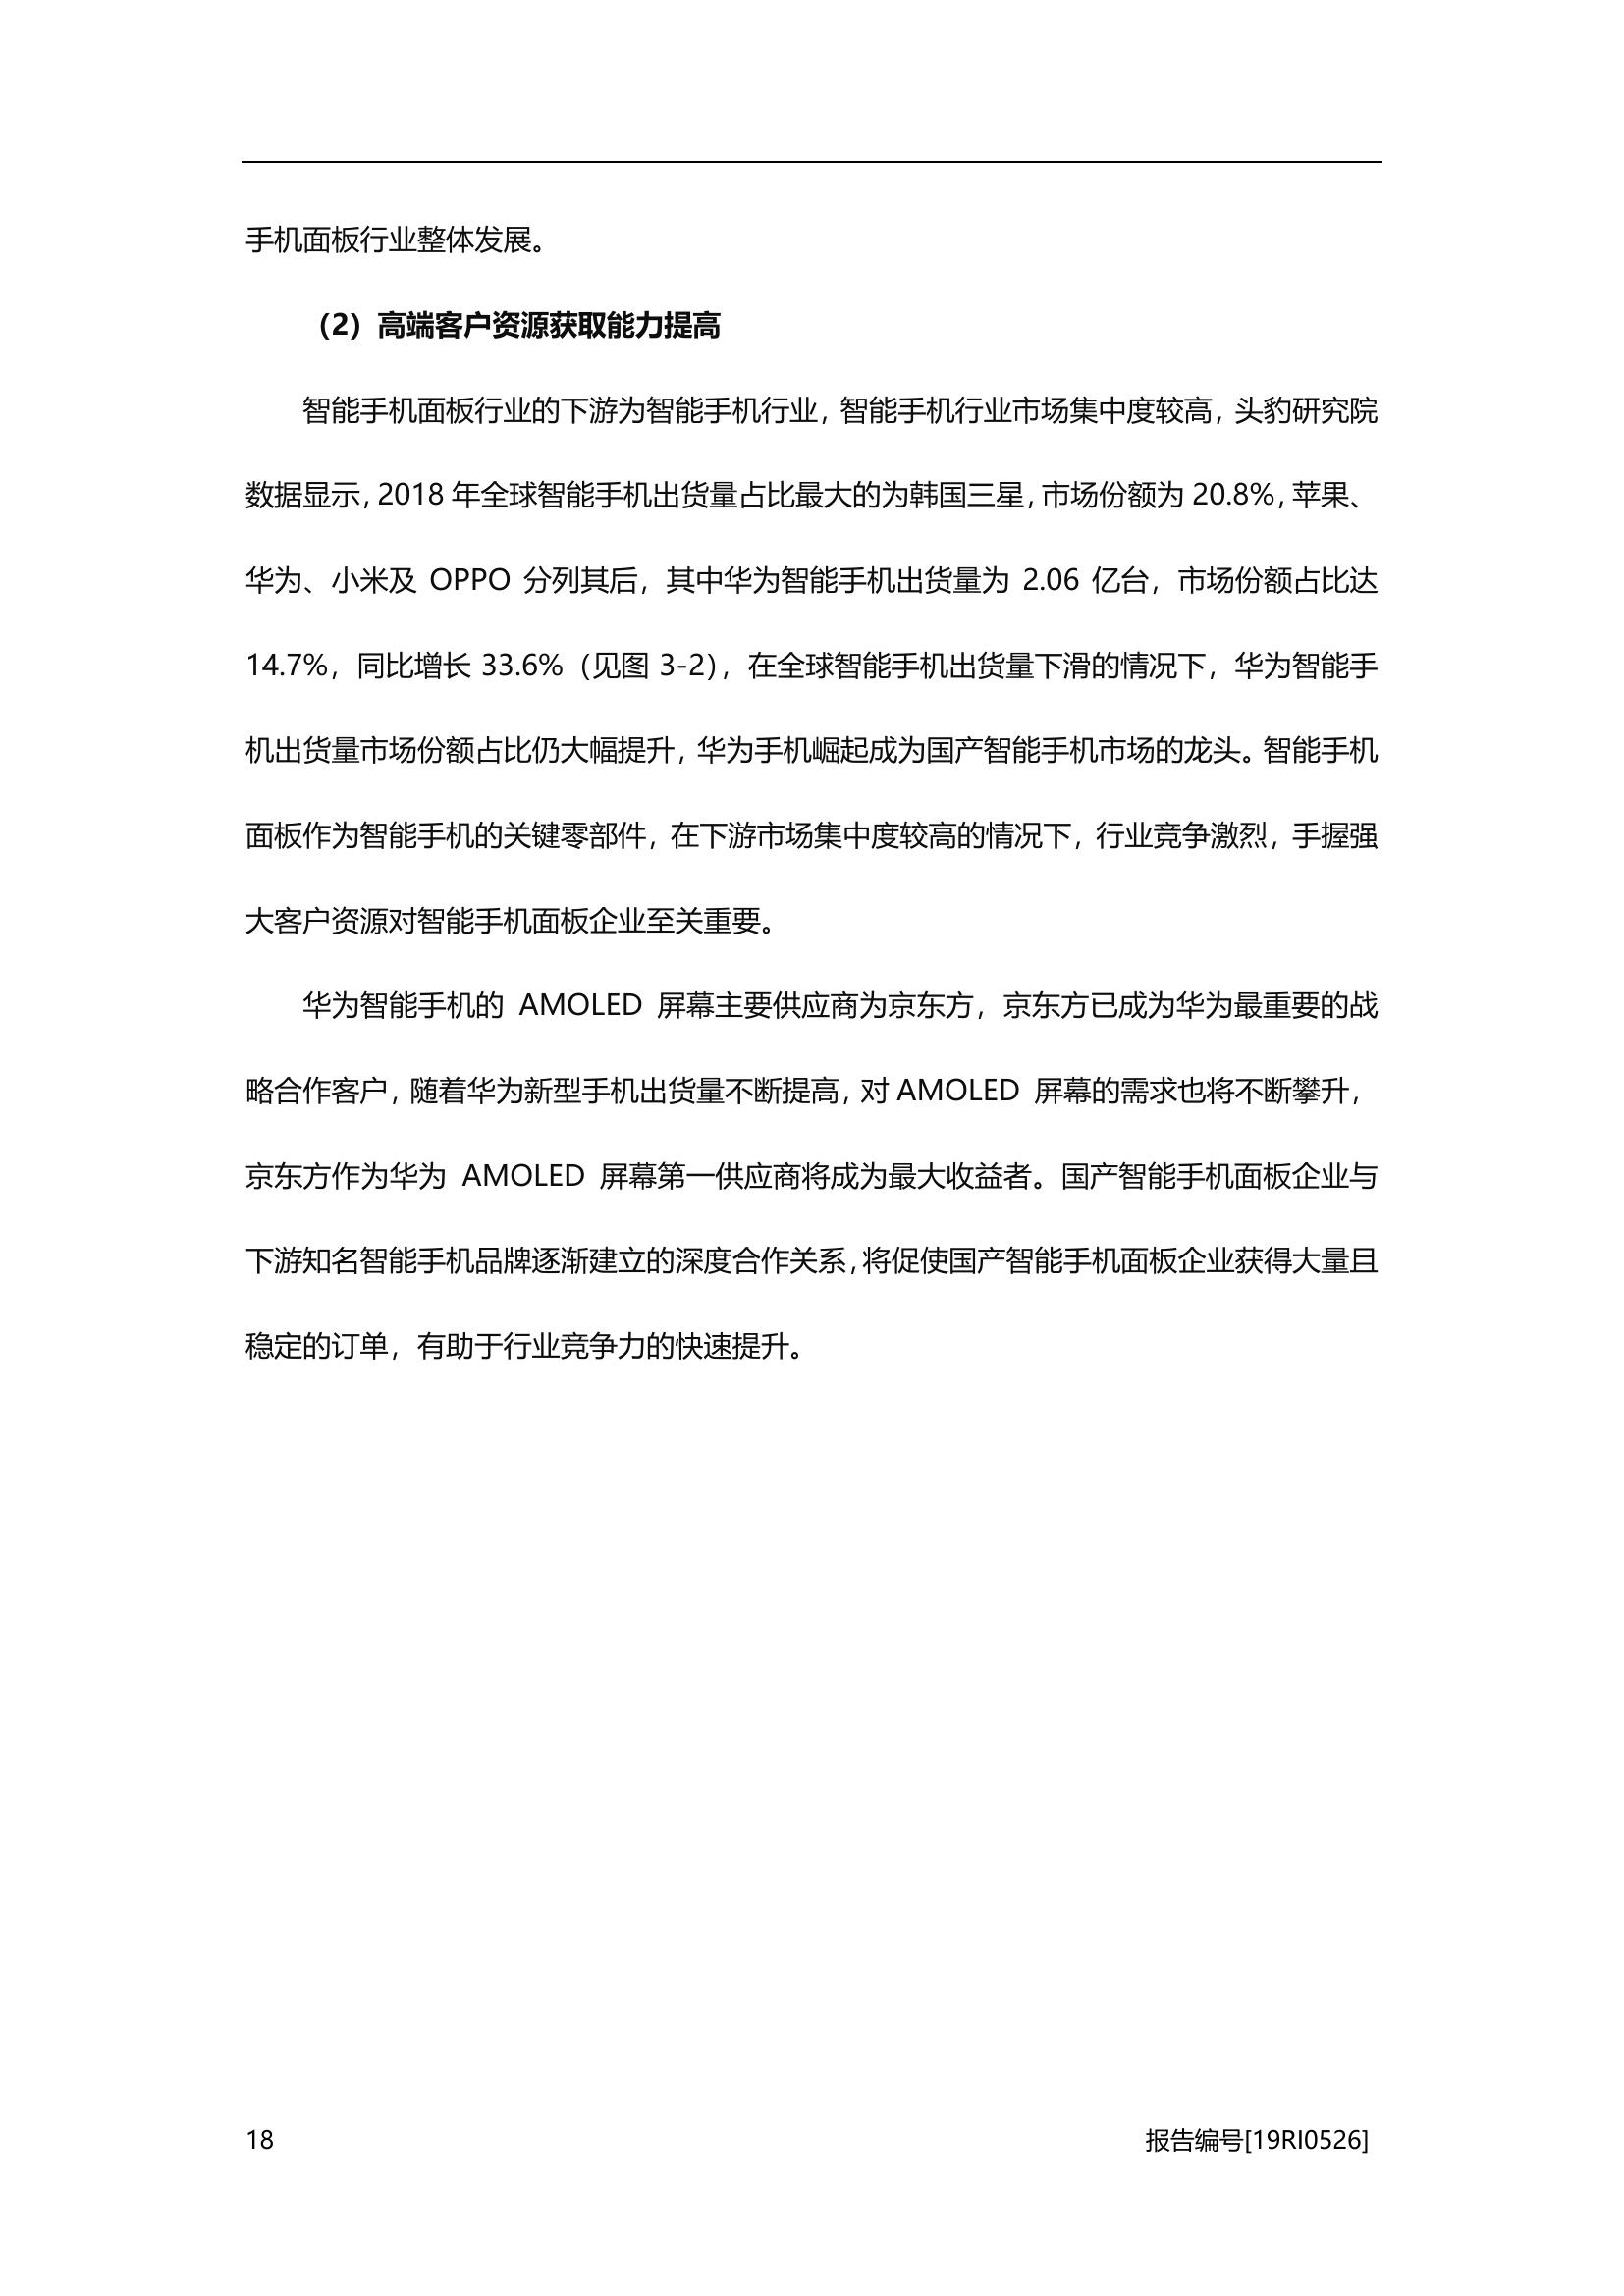 手机面板行业整体发展。
（2）高端客户资源获取能力提高
智能手机面板行业的下游为智能手机行业，智能手机行业市场集中度较高，头豹研究院
数据显示，2018 年全球智能手机出货量占比最大的为韩国三星，市场份额为 20.8%，苹果、
华为、小米及 OPPO 分列其后，其中华为智能手机出货量为 2.06 亿台，市场份额占比达
14.7%，同比增长 33.6%（见图 3-2），在全球智能手机出货量下滑的情况下，华为智能手
机出货量市场份额占比仍大幅提升，华为手机崛起成为国产智能手机市场的龙头。智能手机
面板作为智能手机的关键零部件，在下游市场集中度较高的情况下，行业竞争激烈，手握强
大客户资源对智能手机面板企业至关重要。
华为智能手机的 AMOLED 屏幕主要供应商为京东方，京东方已成为华为最重要的战
略合作客户，随着华为新型手机出货量不断提高，对 AMOLED 屏幕的需求也将不断攀升，
京东方作为华为 AMOLED 屏幕第一供应商将成为最大收益者。国产智能手机面板企业与
下游知名智能手机品牌逐渐建立的深度合作关系，将促使国产智能手机面板企业获得大量且
稳定的订单，有助于行业竞争力的快速提升。
18 报告编号[19RI0526]